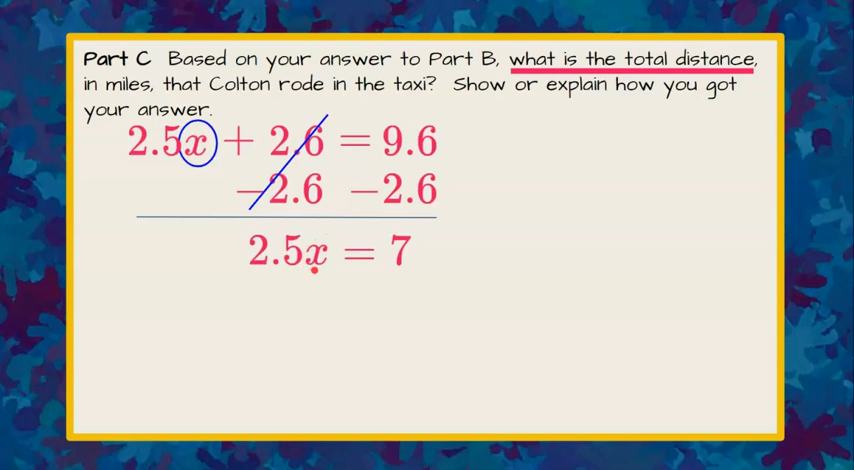 Part C Based on your answer to Part B, what is the total distance,
in miles, that Colton rode in the taxi? Show or explain how you got
your answer.
2.5x + 2.6 = 9.6
−2.6 −2.6
2.5x = 7